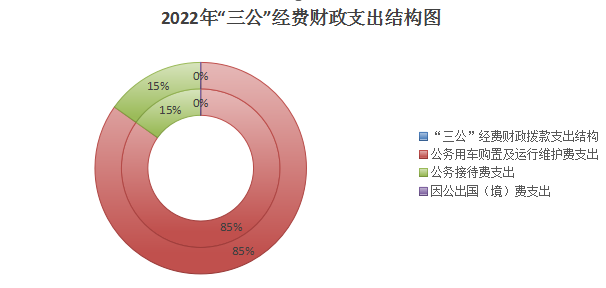 2022年“三公”经费财政支出结构图
0%
15%
0%
15%
85%
85%
“三公”经费财政拨款支出结构
公务用车购置及运行维护费支出
公务接待费支出
因公出国（境）费支出